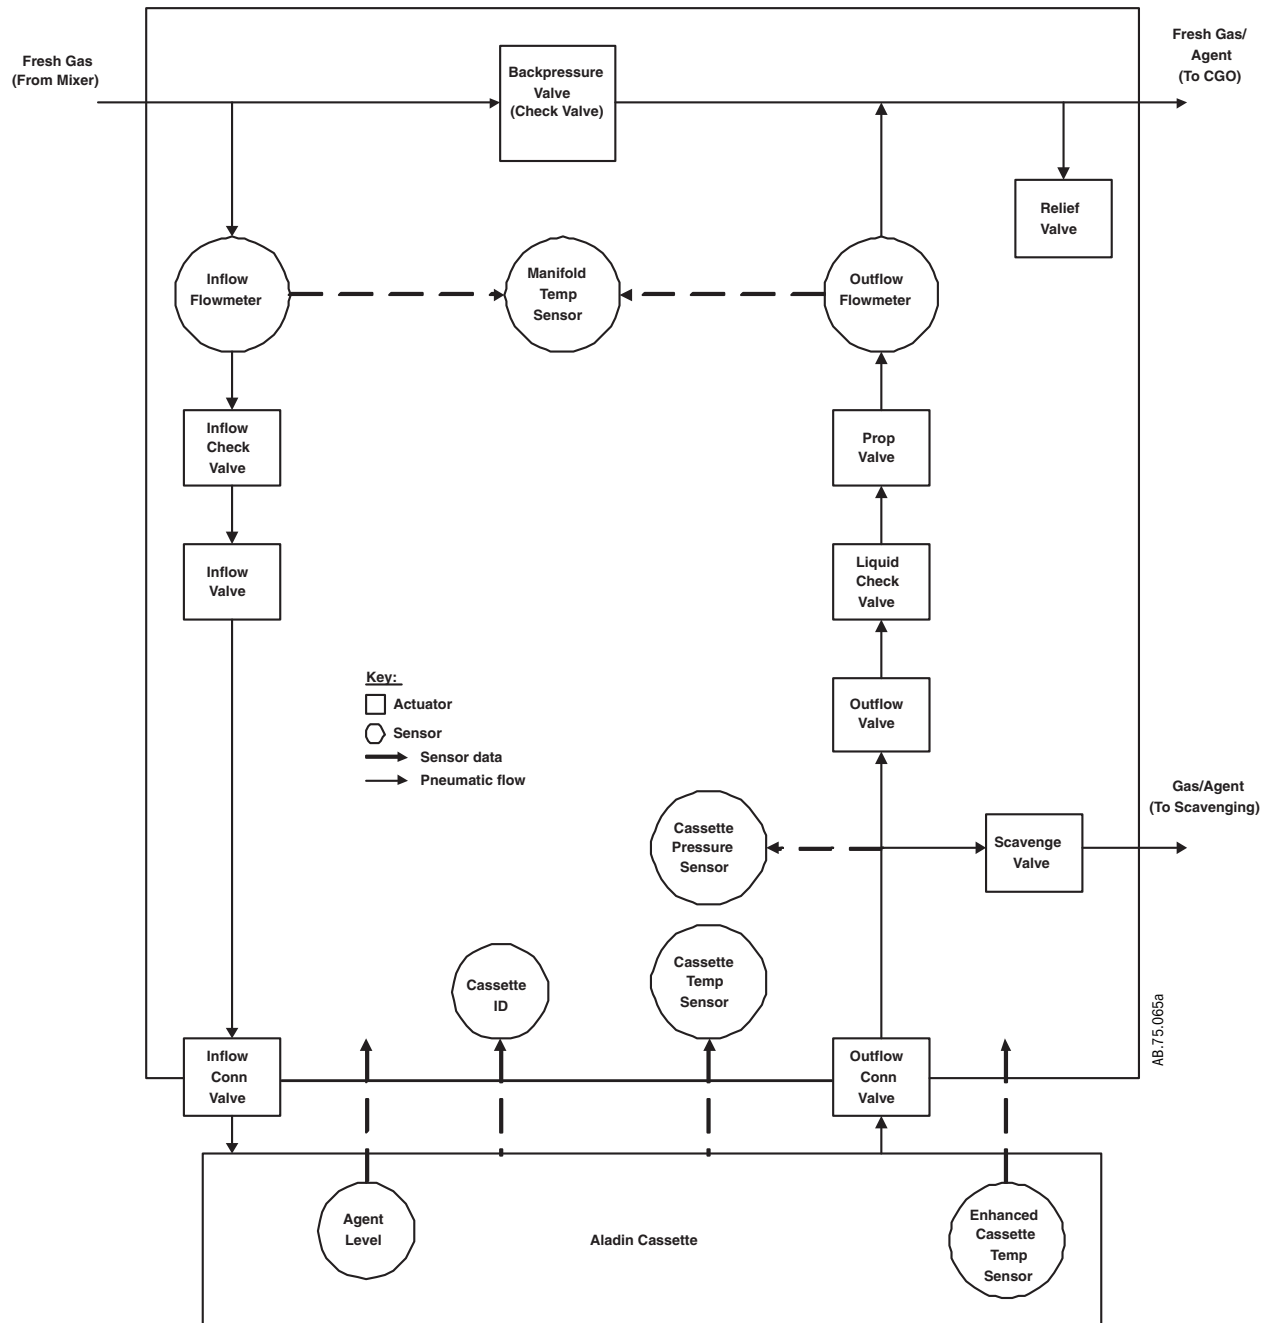 Fresh Gas
(From Mixer)
Backpressure
Valve
(Check Valve)
Fresh Gas/
Agent
(To CGO)
Relief
Valve
Inflow
Flowmeter
Manifold
Temp
Sensor
Outflow
Flowmeter
Inflow
Check
Valve
Prop
Valve
Inflow
Valve
Liquid
Check
Valve
Key:
Actuator
Sensor
Sensor data
Pneumatic flow
Outflow
Valve
Gas/Agent
(To Scavenging)
Cassette
Pressure
Sensor
Scavenge
Valve
Cassette
ID
Cassette
Temp
Sensor
AB.75.065a
Inflow
Conn
Valve
Outflow
Conn
Valve
Agent
Level
Aladin Cassette
Enhanced
Cassette
Temp
Sensor